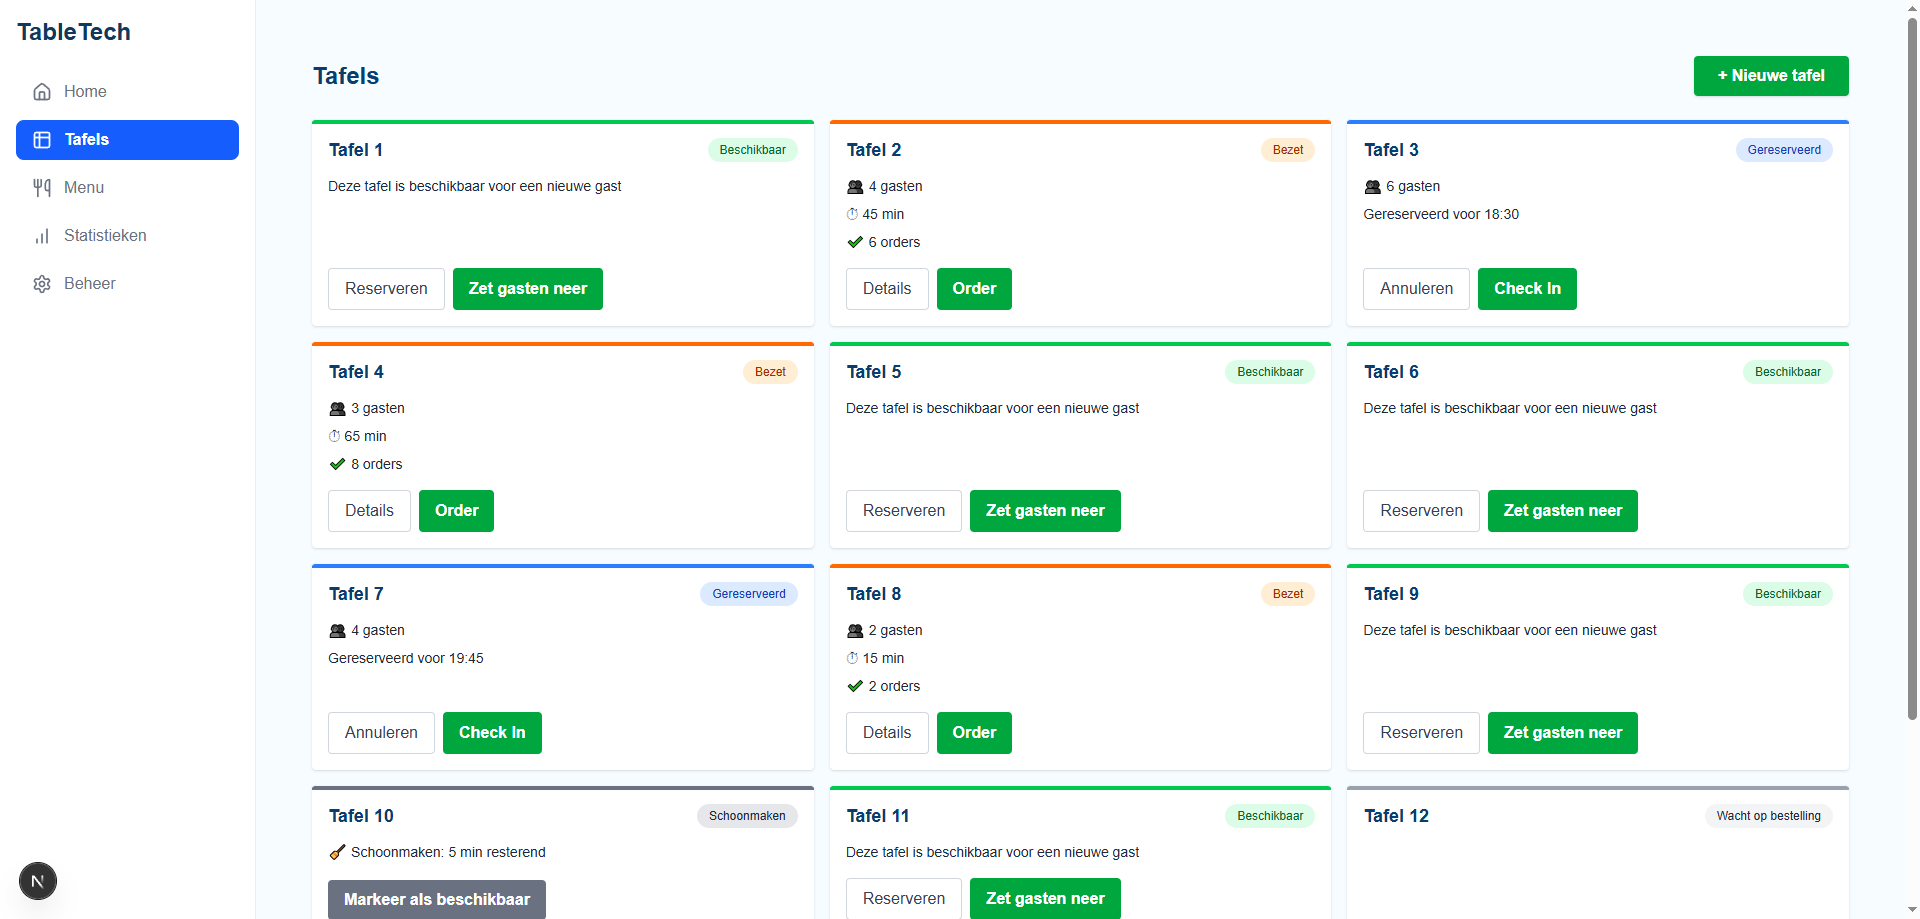 TableTech
Home
Tafels
Menu
Statistieken
Beheer
N
Tafels
+ Nieuwe tafel
Tafel 1
Beschikbaar
Deze tafel is beschikbaar voor een nieuwe gast
Reserveren
Zet gasten neer
Tafel 2
Bezet
4 gasten
45 min
6 orders
Details
Order
Tafel 3
Gereserveerd
6 gasten
Gereserveerd voor 18:30
Annuleren
Check In
Tafel 4
Bezet
3 gasten
65 min
8 orders
Details
Order
Tafel 5
Beschikbaar
Deze tafel is beschikbaar voor een nieuwe gast
Reserveren
Zet gasten neer
Tafel 6
Beschikbaar
Deze tafel is beschikbaar voor een nieuwe gast
Reserveren
Zet gasten neer
Tafel 7
Gereserveerd
4 gasten
Gereserveerd voor 19:45
Annuleren
Check In
Tafel 8
Bezet
2 gasten
15 min
2 orders
Details
Order
Tafel 9
Beschikbaar
Deze tafel is beschikbaar voor een nieuwe gast
Reserveren
Zet gasten neer
Tafel 10
Schoonmaken
Schoonmaken: 5 min resterend
Markeer als beschikbaar
Tafel 11
Beschikbaar
Deze tafel is beschikbaar voor een nieuwe gast
Reserveren
Zet gasten neer
Tafel 12
Wacht op bestelling